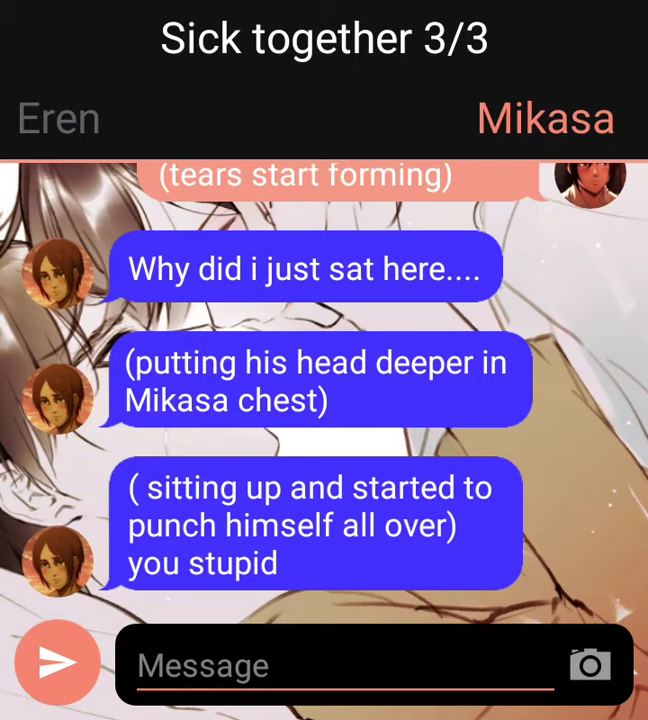 Sick together 3/3
Eren
Mikasa
(tears start forming)
Why did i just sat here....
(putting his head deeper in
Mikasa chest)
( sitting up and started to
punch himself all over)
you stupid
Message